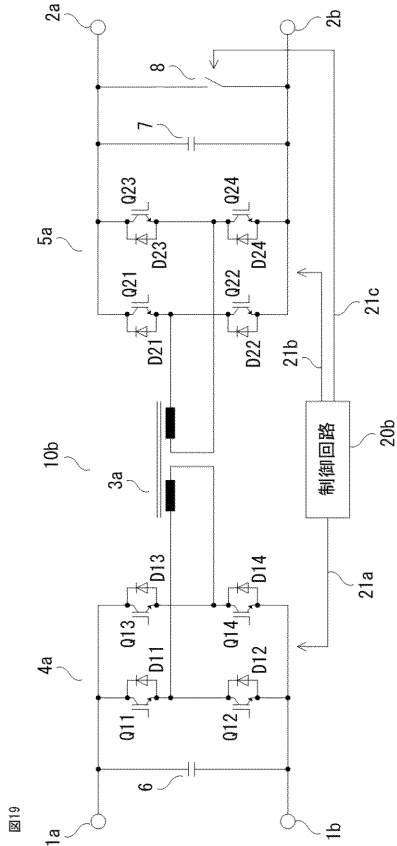 図19
10b
4a
3a
5a
1a
2a
Q11
D11
Q13
D13
D21
Q21
D23
Q23
6
7
8
Q12
D12
Q14
D14
D22
Q22
D24
Q24
1b
2b
21a
制御回路
20b
21b
21c